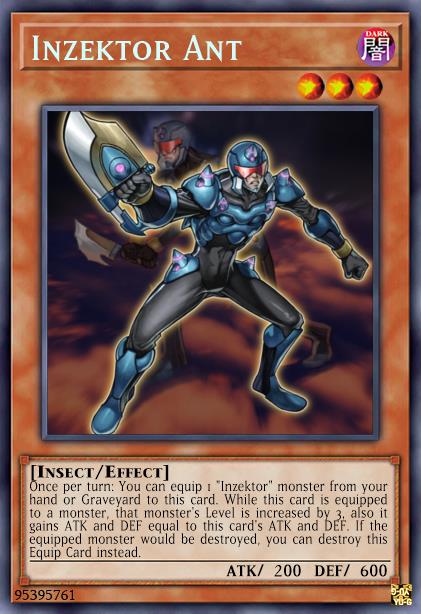 Inzektor Ant
DARK
闇
[Insect/Effect]
Once per turn: You can equip 1 "Inzektor" monster from your
hand or Graveyard to this card. While this card is equipped
to a monster, that monster's Level is increased by 3, also it
gains ATK and DEF equal to this card's ATK and DEF. If the
equipped monster would be destroyed, you can destroy this
Equip Card instead.
ATK/ 200 DEF/ 600
95395761